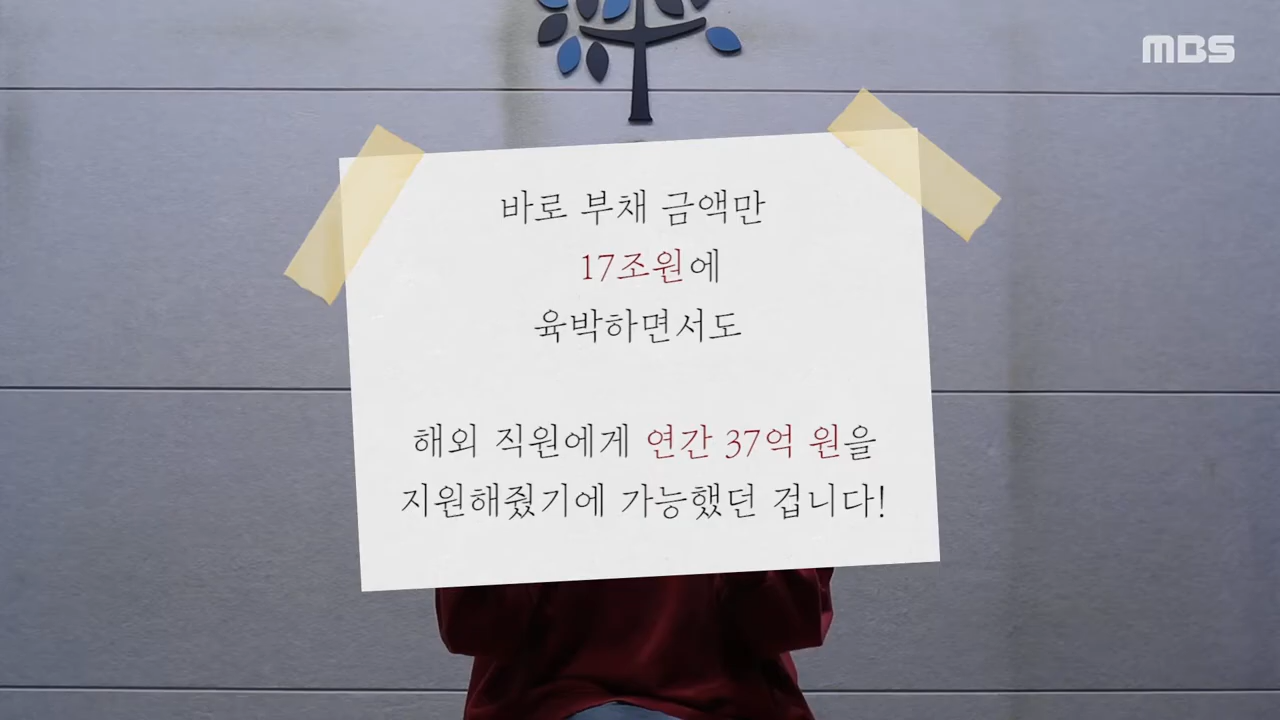 MBS
바로 부채 금액만
17조원에
육박하면서도
해외 직원에게 연간 37억 원을
지원해줬기에 가능했던 겁니다!